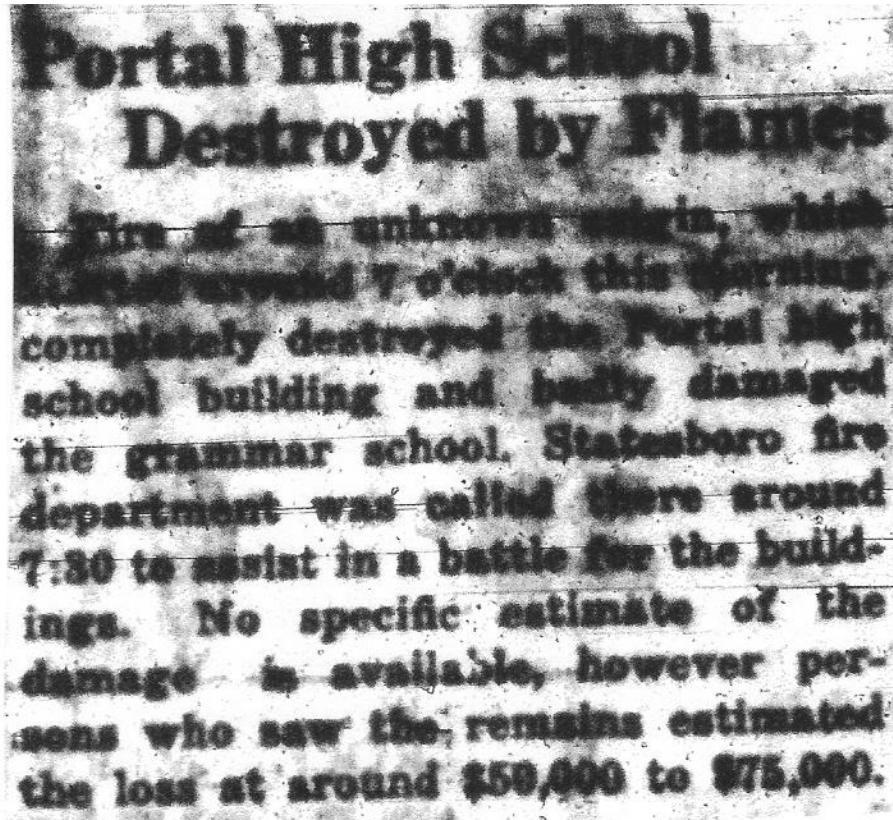 Portal High School
Destroyed by Flames
Fire of an unknown origin, which
started around 7 o'clock this morning,
completely destroyed the Portal high
school building and badly damaged
the grammar school. Statesboro fire
department was called there around
7:30 to assist in a battle for the build-
ings. No specific estimate of the
damage is available, however per-
sons who saw the remains estimated
the loss at around $50,000 to $75,000.